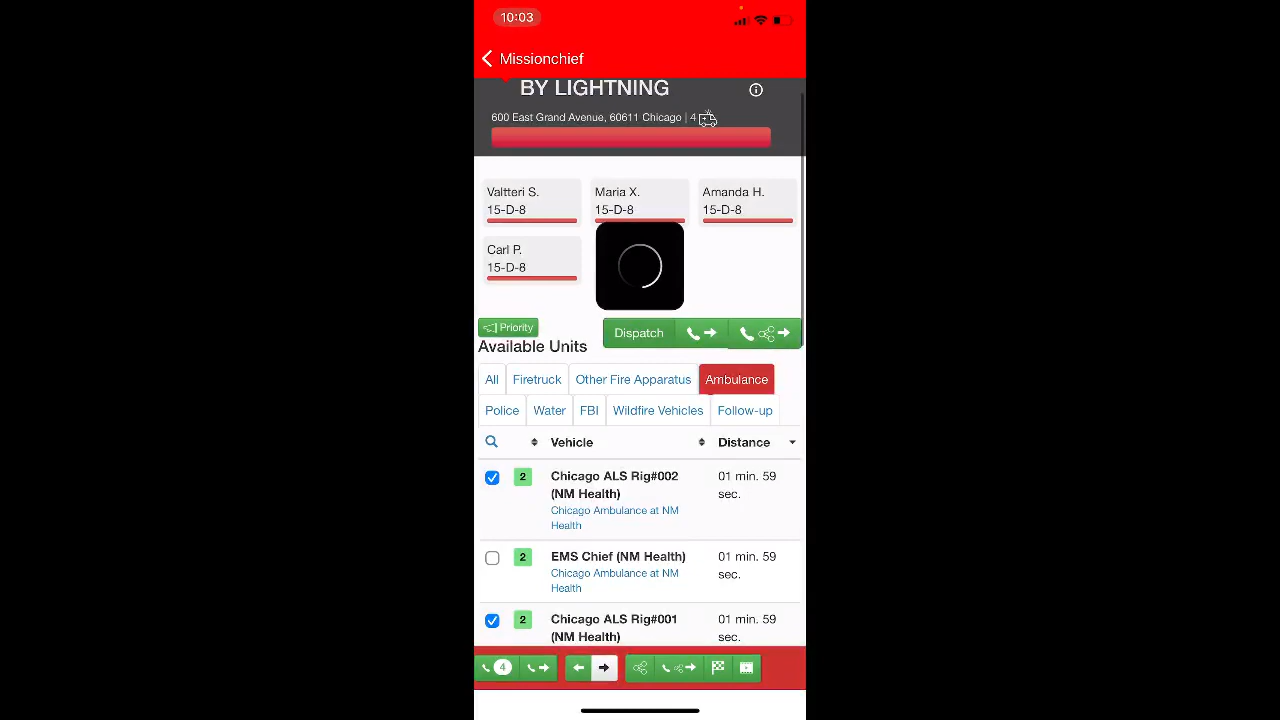 10:03
Missionchief
BY LIGHTNING
600 East Grand Avenue, 60611 Chicago | 4
Valtteri S.
15-D-8
Maria X.
15-D-8
Amanda H.
15-D-8
Carl P.
15-D-8
Priority
Dispatch
Available Units
All Firetruck Other Fire Apparatus Ambulance
Police Water FBI Wildfire Vehicles Follow-up
Vehicle Distance
2 Chicago ALS Rig#002 01 min. 59
(NM Health) sec.
Chicago Ambulance at NM
Health
2 EMS Chief (NM Health) 01 min. 59
Chicago Ambulance at NM sec.
Health
2 Chicago ALS Rig#001 01 min. 59
(NM Health) sec.
4